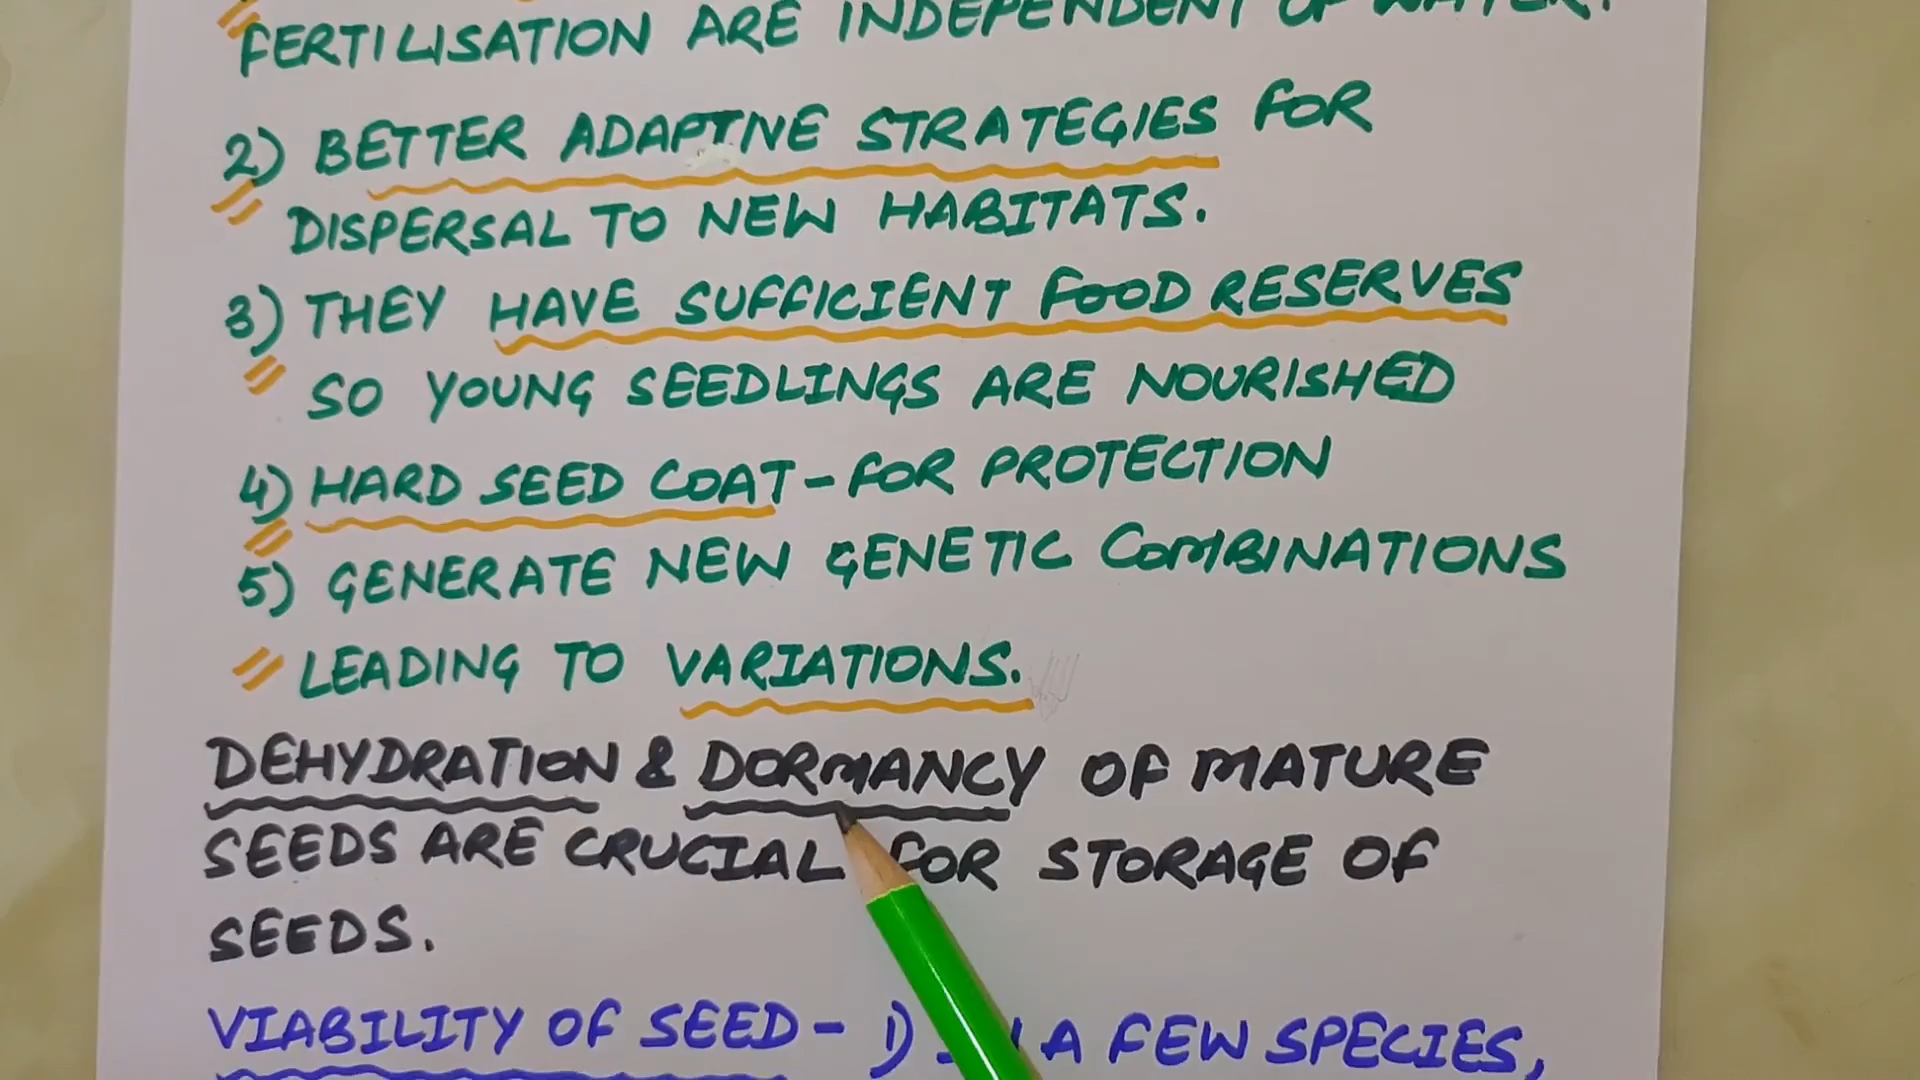 FERTILISATION ARE INDEPENDENT OF WATER.
2) BETTER ADAPTIVE STRATEGIES FOR
DISPERSAL TO NEW HABITATS.
3) THEY HAVE SUFFICIENT FOOD RESERVES
SO YOUNG SEEDLINGS ARE NOURISHED
4) HARD SEED COAT - FOR PROTECTION
5) GENERATE NEW GENETIC COMBINATIONS
LEADING TO VARIATIONS.
DEHYDRATION & DORMANCY OF MATURE
SEEDS ARE CRUCIAL FOR STORAGE OF
SEEDS.
VIABILITY OF SEED - 1) A FEW SPECIES,